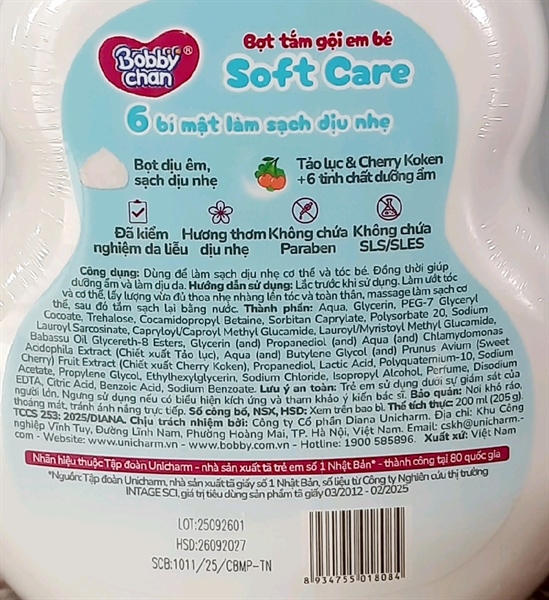 Bobby chan ®
Bọt tắm gội em bé
Soft Care
6 bí mật làm sạch dịu nhẹ
Bọt dịu êm,
sạch dịu nhẹ
Tảo lục & Cherry Koken
+6 tinh chất dưỡng ẩm
Đã kiểm
nghiệm da liễu
Hương thơm
dịu nhẹ
Không chứa
Paraben
Không chứa
SLS/SLES
Công dụng: Dùng để làm sạch dịu nhẹ cơ thể và tóc bé. Đồng thời giúp
dưỡng ẩm và làm dịu da. Hướng dẫn sử dụng: Lắc trước khi sử dụng. Làm ướt tóc
và cơ thể, lấy lượng vừa đủ thoa nhẹ nhàng lên tóc và toàn thân, massage làm sạch cơ
thể, sau đó tắm sạch lại bằng nước. Thành phần: Aqua, Glycerin, PEG-7 Glyceryl
Cocoate, Trehalose, Cocamidopropyl Betaine, Sorbitan Caprylate, Polysorbate 20, Sodium
Lauroyl Sarcosinate, Capryloyl/Caproyl Methyl Glucamide, Lauroyl/Myristoyl Methyl Glucamide,
Babassu Oil Glycereth-8 Esters, Glycerin (and) Propanediol (and) Aqua (and) Chlamydomonas
Acdophila Extract (Chiết xuất Tảo lục), Aqua (and) Butylene Glycol (and) Prunus Avium (Sweet
Cherry) Fruit Extract (Chiết xuất Cherry Koken), Propanediol, Lactic Acid, Polyquaternium-10, Sodium
Acetate, Propylene Glycol, Ethylhexylglycerin, Sodium Chloride, Isopropyl Alcohol, Perfume, Disodium
EDTA, Citric Acid, Benzoic Acid, Sodium Benzoate. Lưu ý an toàn: Trẻ em sử dụng dưới sự giám sát của
người lớn. Ngưng sử dụng nếu có biểu hiện kích ứng và tham khảo ý kiến bác sĩ. Bảo quản: Nơi khô ráo,
thoáng mát, tránh ánh nắng trực tiếp. Số công bố, NSX, HSD: Xem trên bao bì. Thể tích thực: 200 ml (205 g).
TCCS 253: 2025/DIANA. Chịu trách nhiệm bởi: Công ty Cổ phần Diana Unicharm. Địa chỉ: Khu Công
nghiệp Vĩnh Tuy, Đường Lĩnh Nam, Phường Hoàng Mai, TP. Hà Nội, Việt Nam. Email: cskh@unicharm.-
com - Website: www.unicharm.vn - www.bobby.com.vn - Hotline: 1900 585896. Xuất xứ: Việt Nam
Nhãn hiệu thuộc Tập đoàn Unicharm - nhà sản xuất tã trẻ em số 1 Nhật Bản* - thành công tại 80 quốc gia
*Nguồn: Tập đoàn Unicharm, nhà sản xuất tã giấy số 1 Nhật Bản, số liệu từ Công ty Nghiên cứu thị trường
INTAGE SCI, giá trị tiêu dùng sản phẩm tã giấy 03/2012 - 02/2025
LOT:25092601
HSD:26092027
SCB:1011/25/CBMP-TN
8 934755 018084